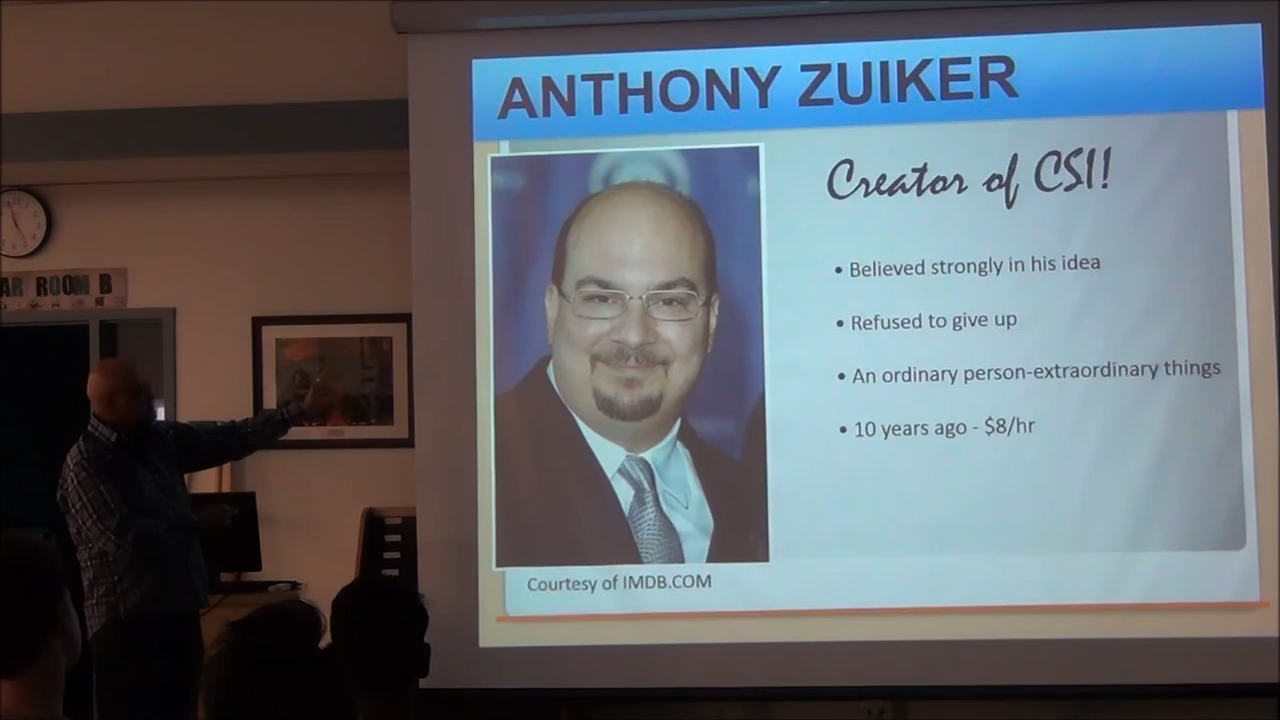 ANTHONY ZUIKER
Creator of CSI!
• Believed strongly in his idea
• Refused to give up
• An ordinary person-extraordinary things
• 10 years ago - $8/hr
Courtesy of IMDB.COM
AR ROOM B